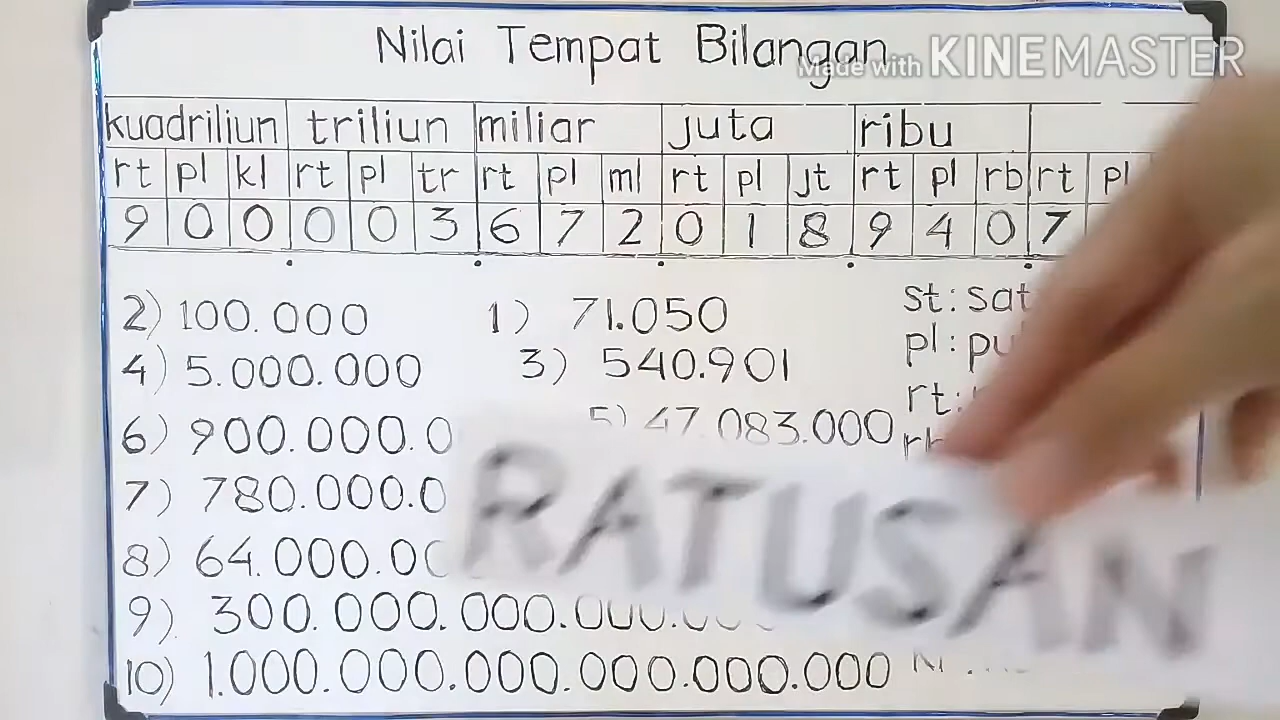 Nilai Tempat Bilangan
Made with KINEMASTER
kuadriliun triliun miliar juta ribu
rt pl kl rt pl tr rt pl ml rt pl jt rt pl rb rt pl
9 0 0 0 0 3 6 7 2 0 1 8 9 4 0 7
2) 100.000 1) 71.050 st: sat
4) 5.000.000 3) 540.901 pl: pu
rt:
6) 900.000.0 5) 47.083.000
7) 780.000.0
RATUSAN
8) 64.000.00
9) 300.000.000.000.
10) 1.000.000.000.000.000.000